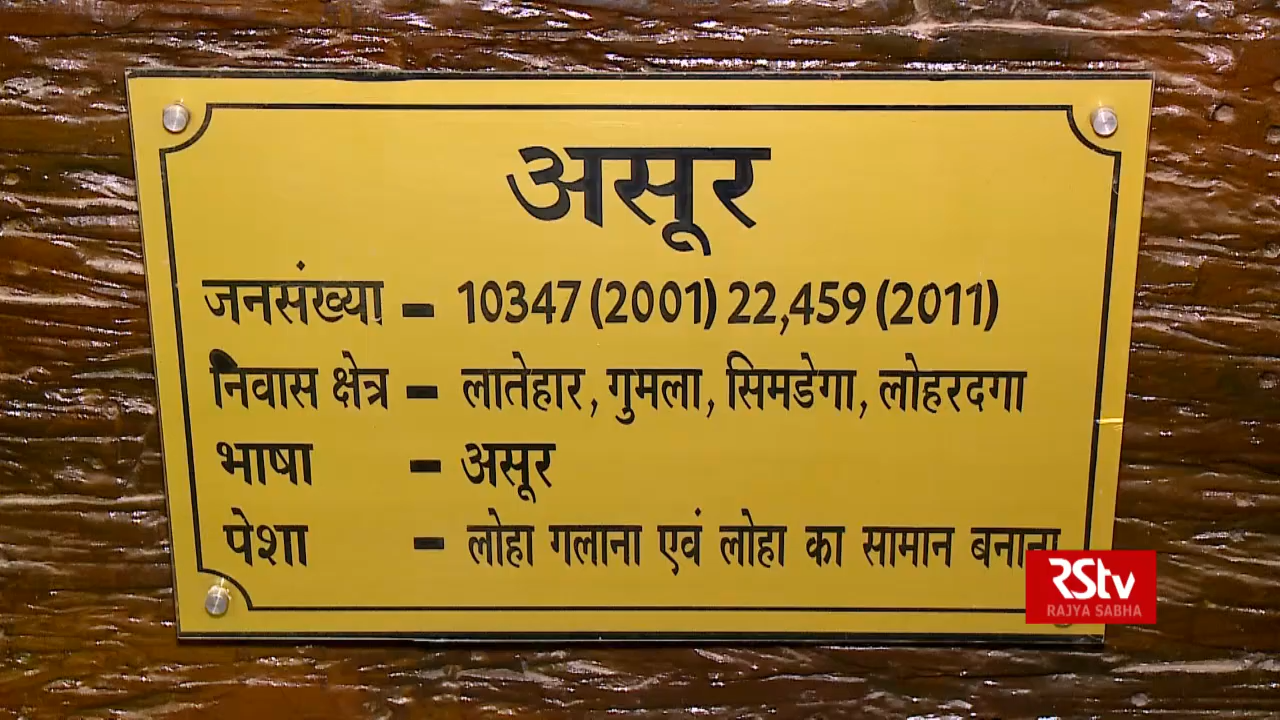 असूर
जनसंख्या - 10347 (2001) 22,459 (2011)
निवास क्षेत्र - लातेहार, गुमला, सिमडेगा, लोहरदगा
भाषा - असूर
पेशा - लोहा गलाना एवं लोहा का सामान बनाना
RStv
RAJYA SABHA